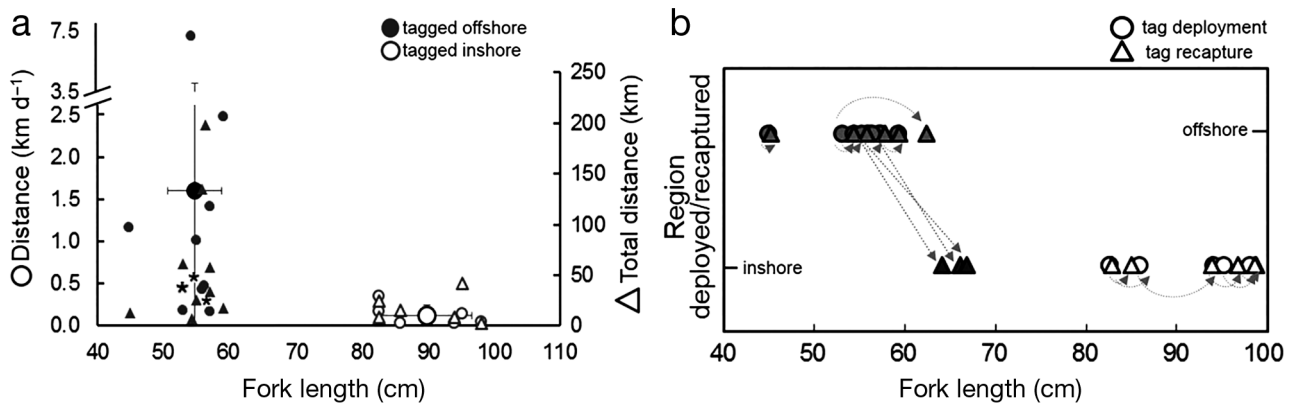 a
tagged offshore
tagged inshore
Distance (km d⁻¹)
7.5
3.5
2.5
2.0
1.5
1.0
0.5
0.0
Total distance (km)
250
200
150
100
50
0
40 50 60 70 80 90 100 110
Fork length (cm)
b
tag deployment
tag recapture
Region
deployed/recaptured
offshore
inshore
40 50 60 70 80 90 100
Fork length (cm)